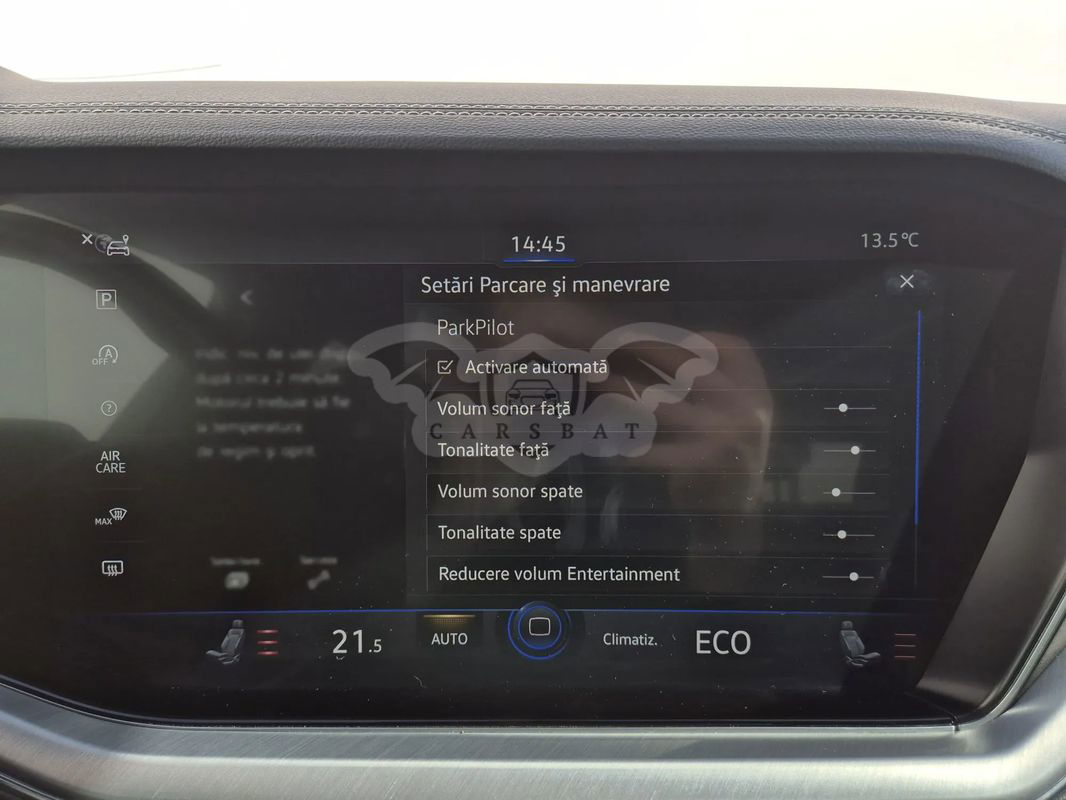 14:45
13.5°C
Setări Parcare şi manevrare
P
ParkPilot
A
OFF
Activare automată
?
Volum sonor faţă
CARSBAT
Tonalitate faţă
AIR
CARE
Volum sonor spate
MAX
Tonalitate spate
Reducere volum Entertainment
21.5
AUTO
Climatiz.
ECO